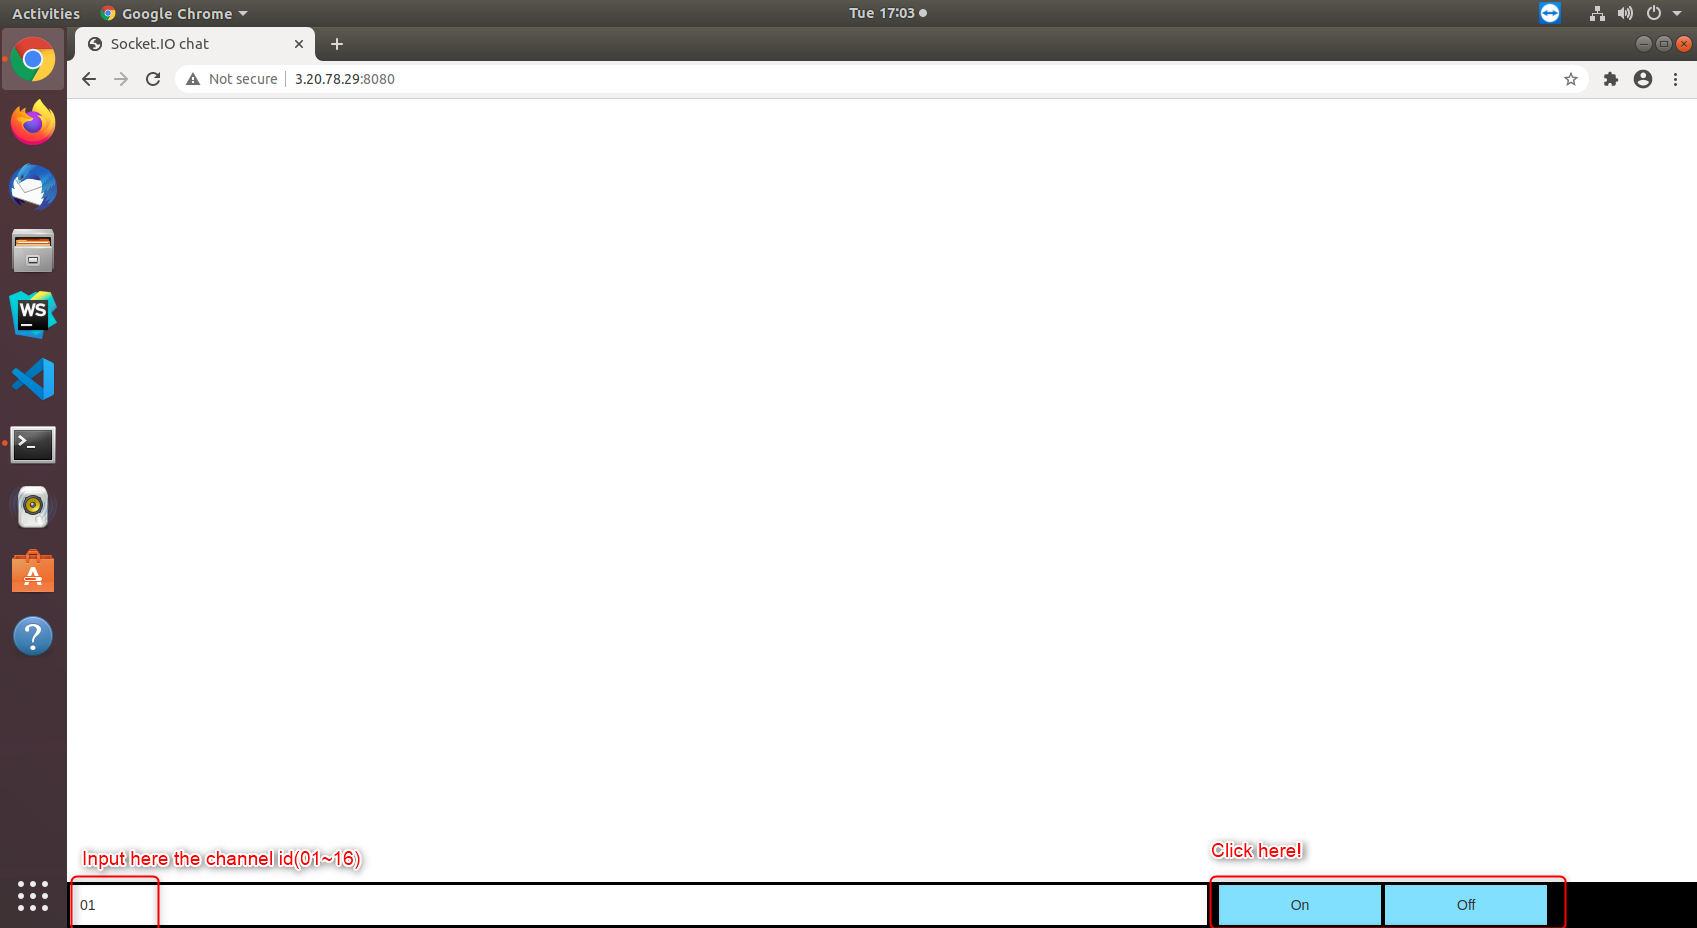 Activities Google Chrome Tue 17:03
Socket.IO chat
Not secure 3.20.78.29:8080
WS
Input here the channel id(01~16) Click here!
01 On Off